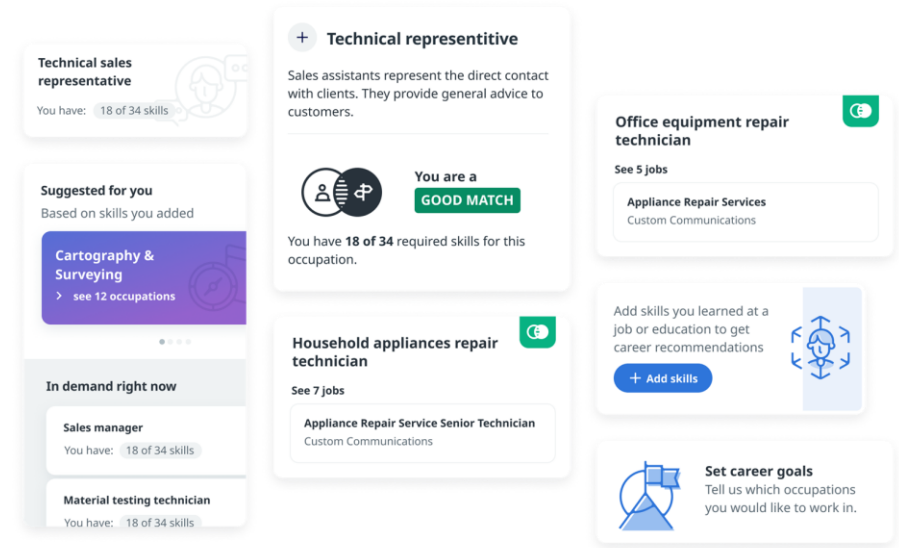 Technical sales
representative
You have: 18 of 34 skills
Suggested for you
Based on skills you added
Cartography &
Surveying
see 12 occupations
In demand right now
Sales manager
You have: 18 of 34 skills
Material testing technician
You have: 18 of 34 skills
Technical representitive
Sales assistants represent the direct contact
with clients. They provide general advice to
customers.
You are a
GOOD MATCH
You have 18 of 34 required skills for this
occupation.
Household appliances repair
technician
See 7 jobs
Appliance Repair Service Senior Technician
Custom Communications
Office equipment repair
technician
See 5 jobs
Appliance Repair Services
Custom Communications
Add skills you learned at a
job or education to get
career recommendations
+ Add skills
Set career goals
Tell us which occupations
you would like to work in.